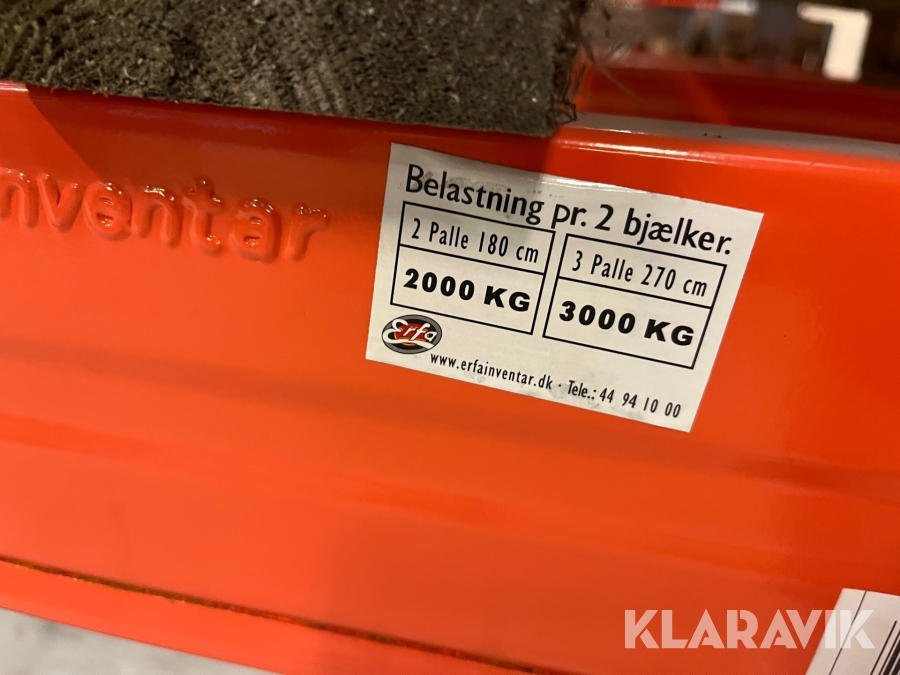 KLARAVIK
nventar
Belastning pr. 2 bjælker.
2 Palle 180 cm
2000 KG
3 Palle 270 cm
3000 KG
Erfa
www.erfainventar.dk · Tele.: 44 94 10 00
KLARAVIK